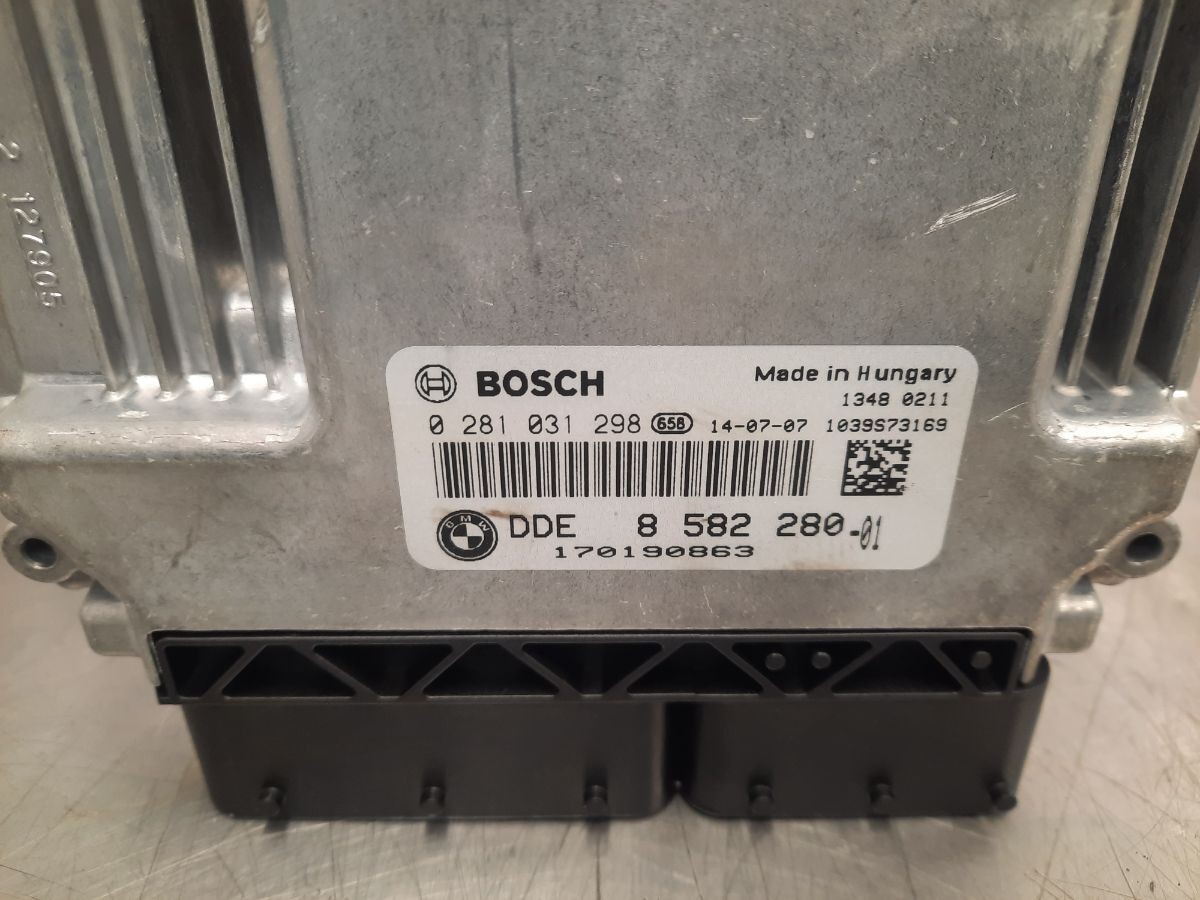 2 127905
BOSCH
Made in Hungary
1348 0211
0 281 031 298 658 14-07-07 1039S73169
BMW
DDE 8 582 280-01
170190863